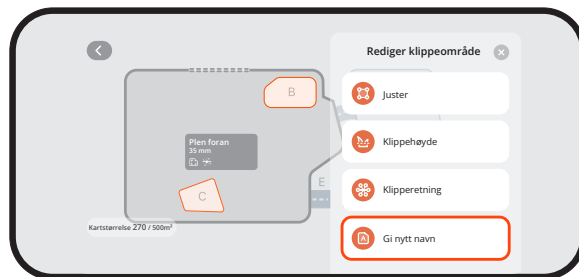 Rediger klippeområde
B
Juster
Plen foran
35 mm
Klippehøyde
E
C
Klipperetning
Kartstørrelse 270 / 500m²
A
Gi nytt navn